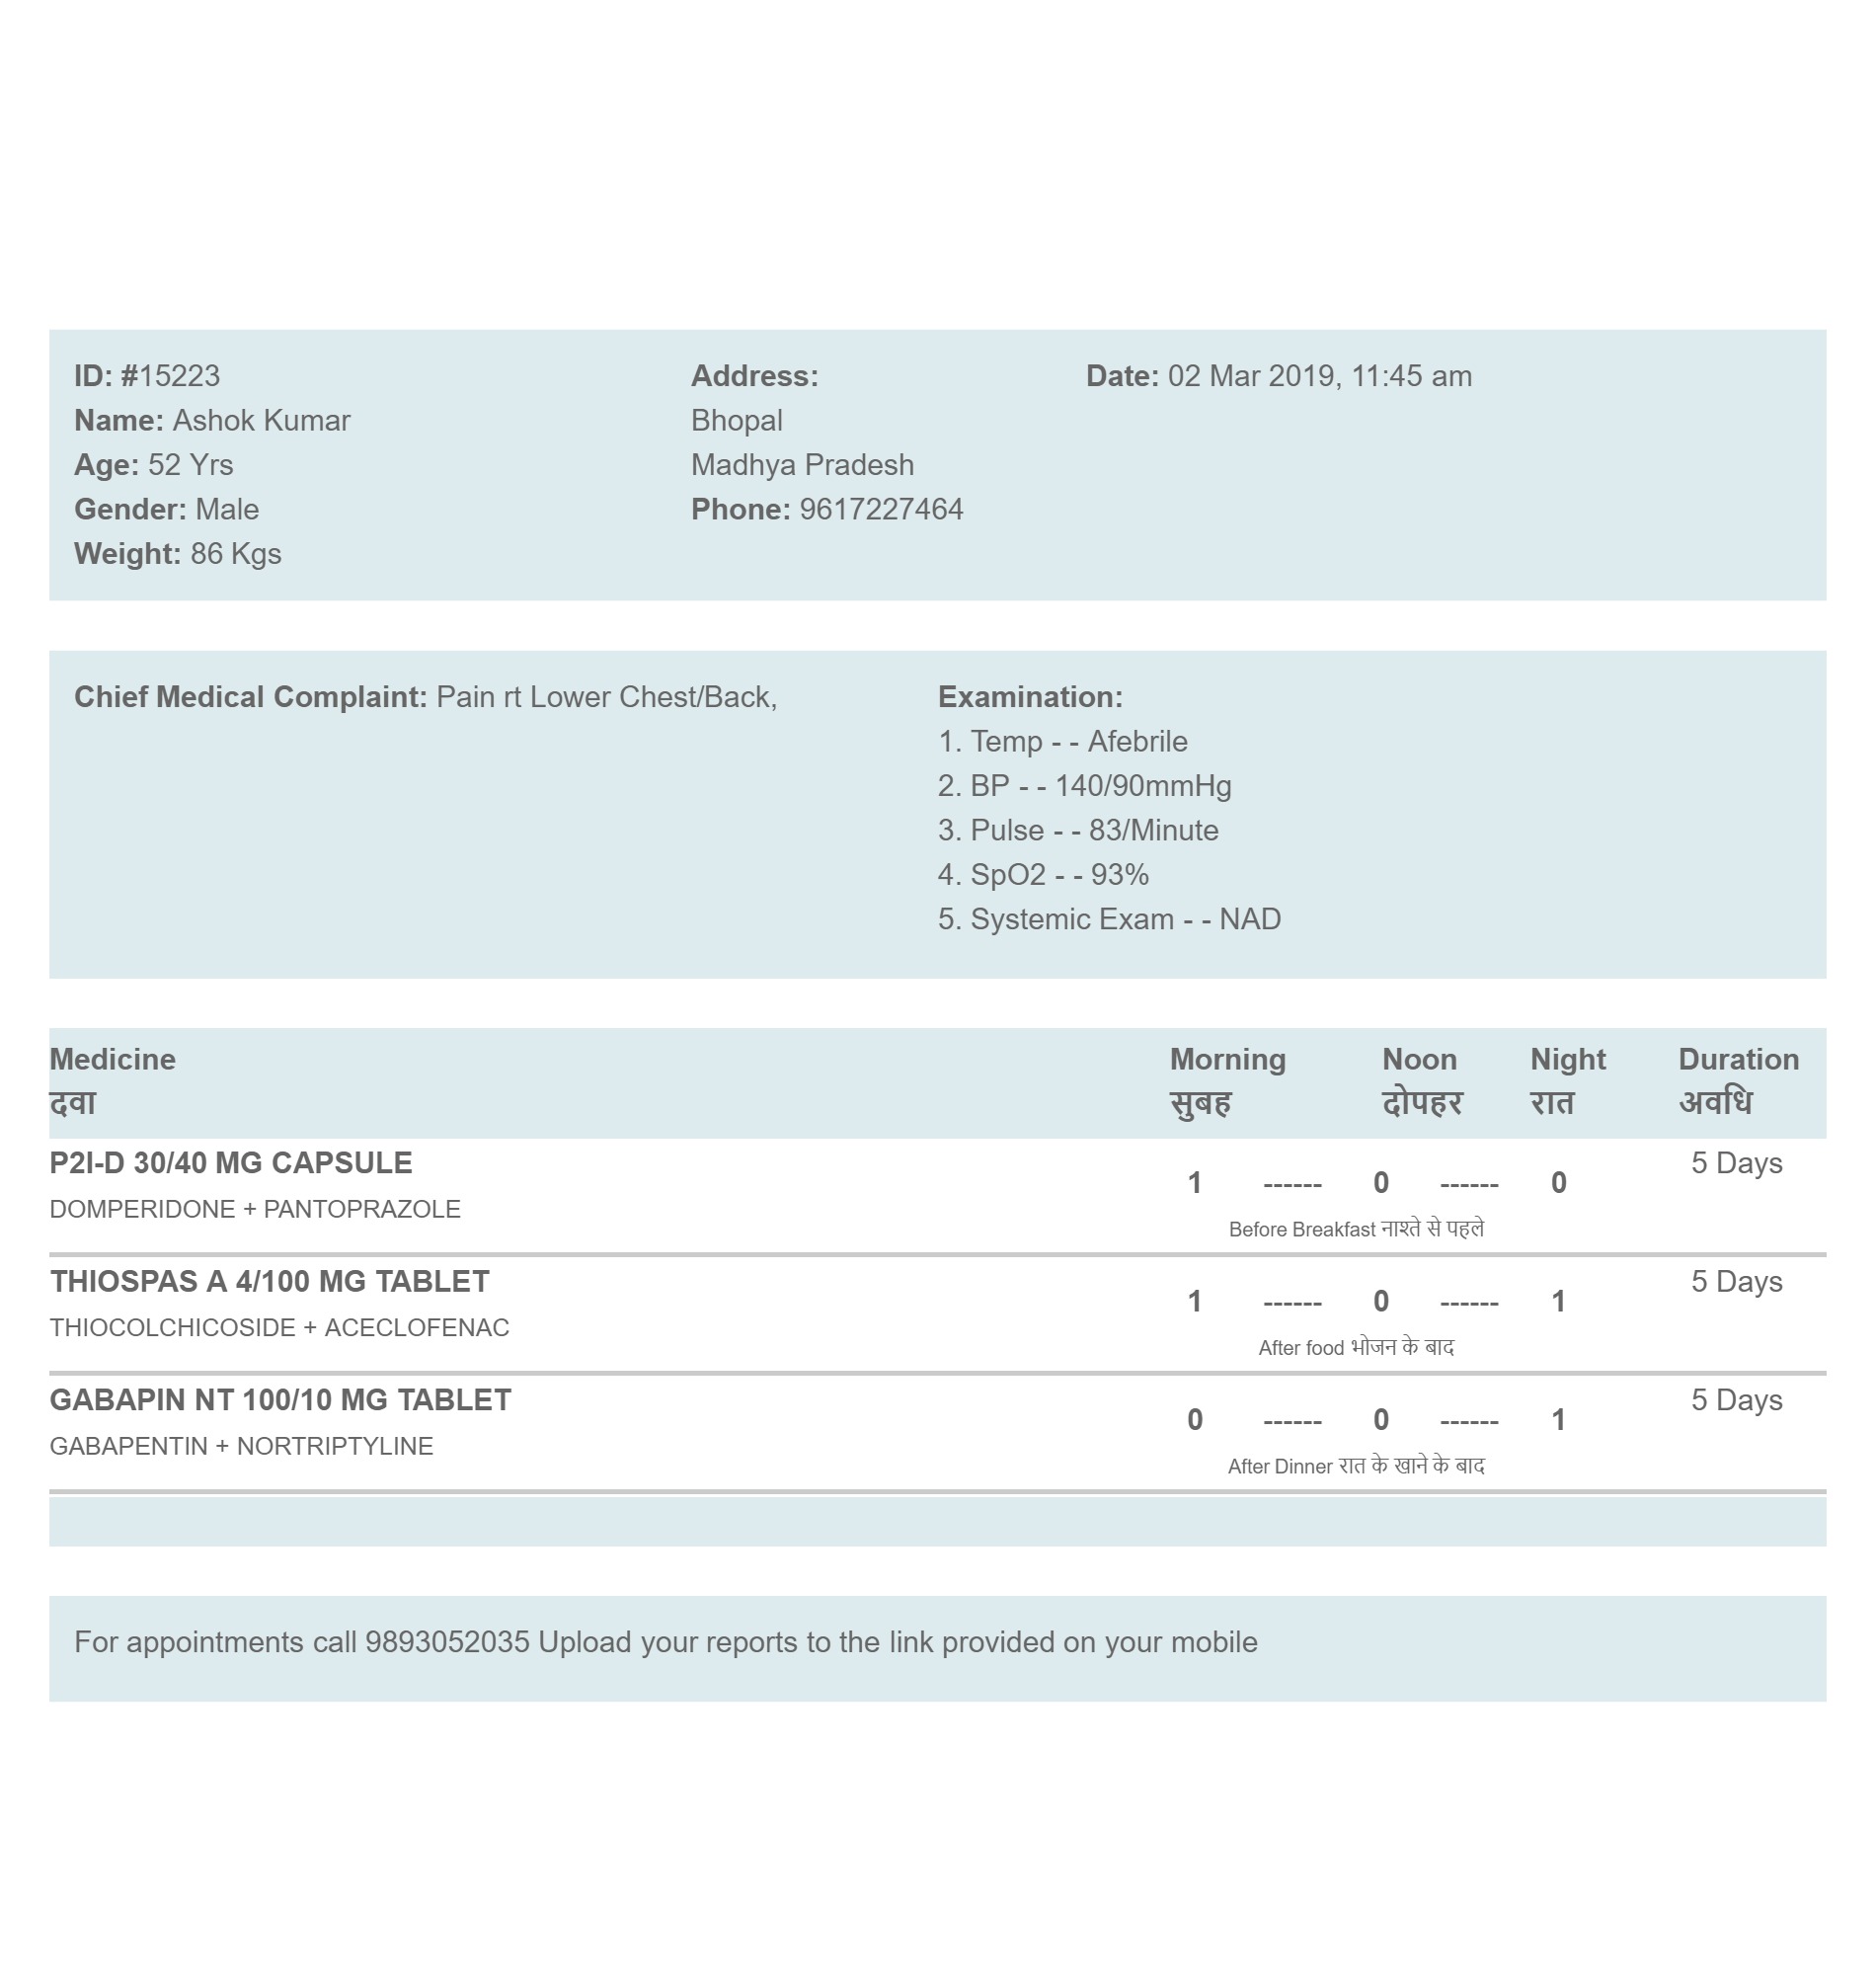 ID: #15223
Name: Ashok Kumar
Age: 52 Yrs
Gender: Male
Weight: 86 Kgs
Address:
Bhopal
Madhya Pradesh
Phone: 9617227464
Date: 02 Mar 2019, 11:45 am
Chief Medical Complaint: Pain rt Lower Chest/Back,
Examination:
1. Temp - - Afebrile
2. BP - - 140/90mmHg
3. Pulse - - 83/Minute
4. SpO2 - - 93%
5. Systemic Exam - - NAD
Medicine Morning Noon Night Duration
दवा सुबह दोपहर रात अवधि
P2I-D 30/40 MG CAPSULE 1 ------ 0 ------ 0 5 Days
DOMPERIDONE + PANTOPRAZOLE
Before Breakfast नाश्ते से पहले
THIOSPAS A 4/100 MG TABLET 1 ------ 0 ------ 1 5 Days
THIOCOLCHICOSIDE + ACECLOFENAC
After food भोजन के बाद
GABAPIN NT 100/10 MG TABLET 0 ------ 0 ------ 1 5 Days
GABAPENTIN + NORTRIPTYLINE
After Dinner रात के खाने के बाद
For appointments call 9893052035 Upload your reports to the link provided on your mobile